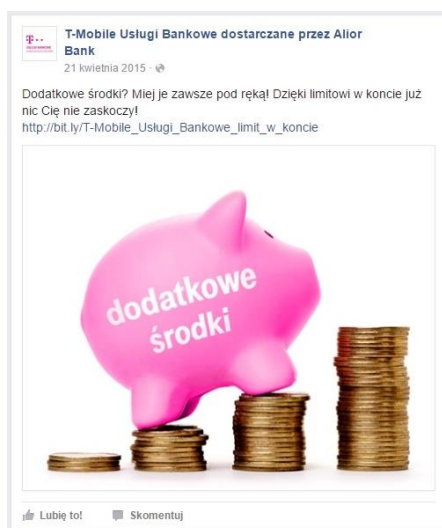 T-Mobile Usługi Bankowe dostarczane przez Alior
Bank
21 kwietnia 2015 ·
Dodatkowe środki? Miej je zawsze pod ręką! Dzięki limitowi w koncie już
nic Cię nie zaskoczy!
http://bit.ly/T-Mobile_Usługi_Bankowe_limit_w_koncie
dodatkowe
środki
Lubię to! Skomentuj